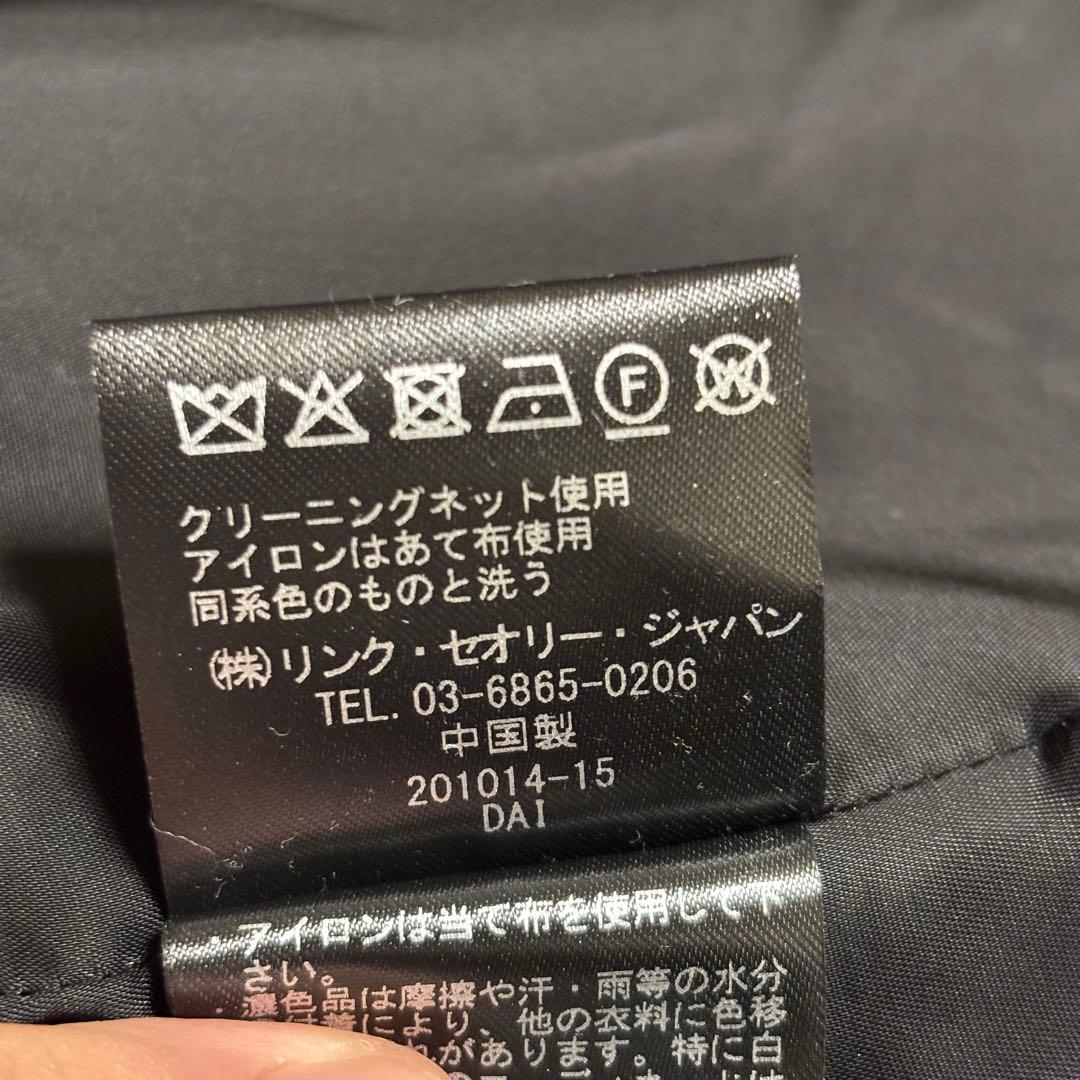 F W
クリーニングネット使用
アイロンはあて布使用
同系色のものと洗う
(株)リンク・セオリー・ジャパン
TEL. 03-6865-0206
中国製
201014-15
DAI
・アイロンは当て布を使用して下
さい。
・濃色品は摩擦や汗・雨等の水分
により、他の衣料に色移
があります。特に白